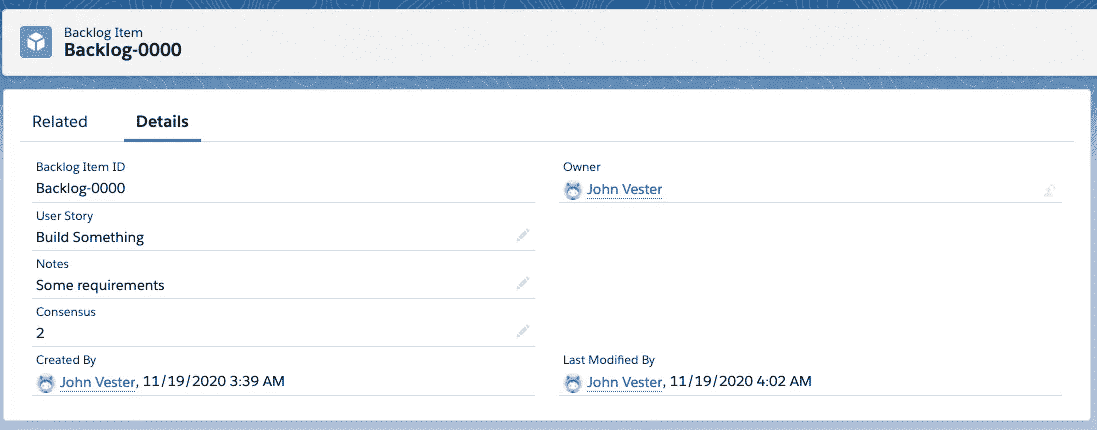 Backlog Item
Backlog-0000
Related Details
Backlog Item ID
Backlog-0000
Owner
John Vester
User Story
Build Something
Notes
Some requirements
Consensus
2
Created By
John Vester, 11/19/2020 3:39 AM
Last Modified By
John Vester, 11/19/2020 4:02 AM